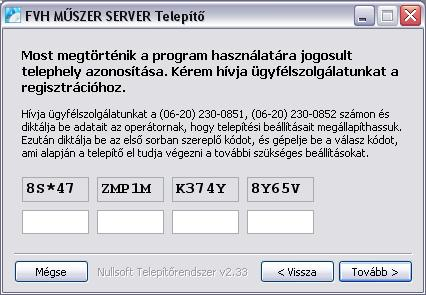 FVH MŰSZER SERVER Telepítő
Most megtörténik a program használatára jogosult
telephely azonosítása. Kérem hívja ügyfélszolgálatunkat a
regisztrációhoz.
Hívja ügyfélszolgálatunkat a (06-20) 230-0851, (06-20) 230-0852 számon és
diktálja be adatait az operátornak, hogy telepítési beállításait megállapíthassuk.
Ezután diktálja be az első sorban szereplő kódot, és gépelje be a válasz kódot,
ami alapján a telepítő el tudja végezni a további szükséges beállításokat.
8S*47 ZMP1M K374Y 8Y65V
Mégse Nullsoft Telepítőrendszer v2.33 < Vissza Tovább >